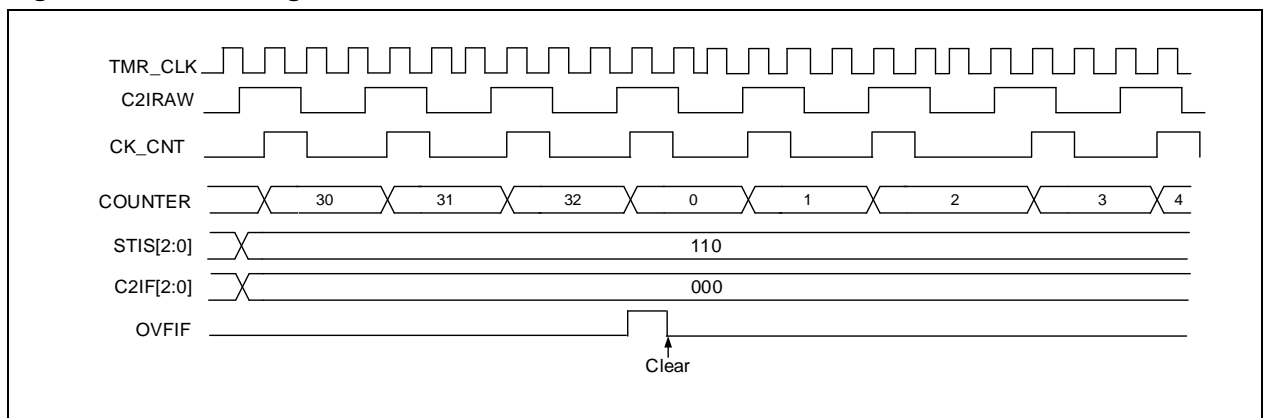 TMR_CLK
C2IRAW
CK_CNT
COUNTER 30 31 32 0 1 2 3 4
STIS[2:0] 110
C2IF[2:0] 000
OVFIF
Clear